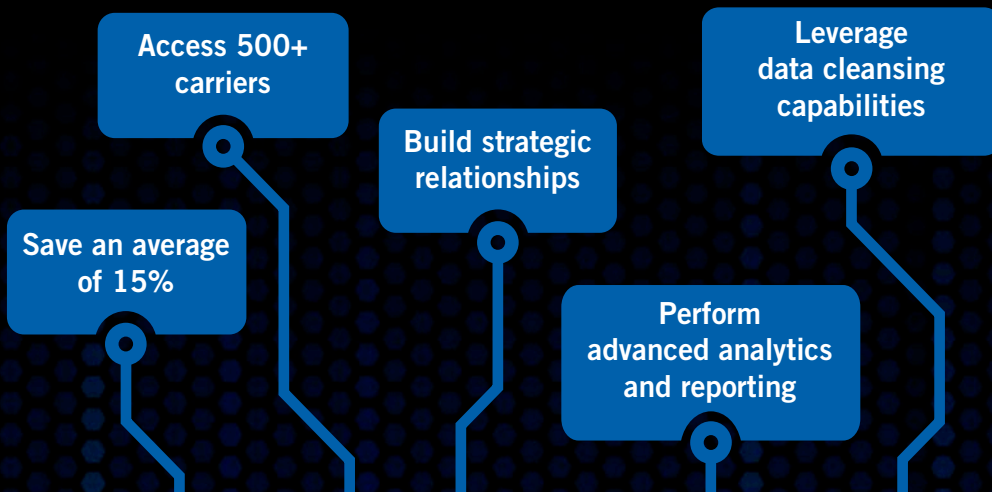 Access 500+
carriers
Leverage
data cleansing
capabilities
Build strategic
relationships
Save an average
of 15%
Perform
advanced analytics
and reporting